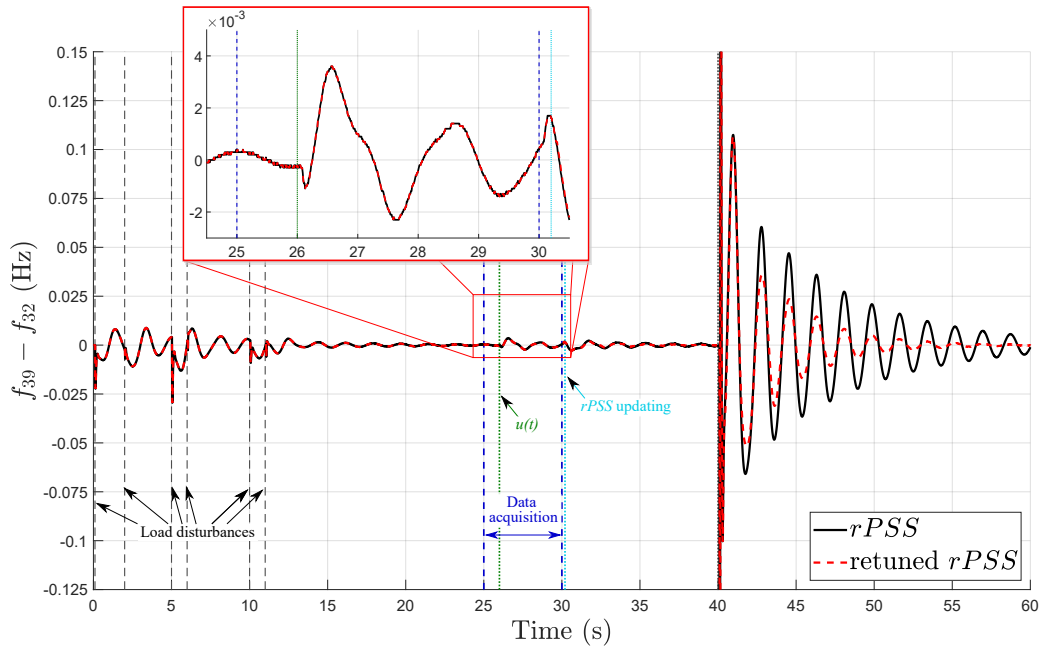 ×10⁻³
4
2
0
-2
25
26
27
28
29
30
0.15
0.125
0.1
0.075
0.05
0.025
0
-0.025
-0.05
-0.075
-0.1
-0.125
f₃₉ − f₃₂ (Hz)
rPSS updating
u(t)
Data
acquisition
Load disturbances
rPSS
retuned rPSS
0 5 10 15 20 25 30 35 40 45 50 55 60
Time (s)